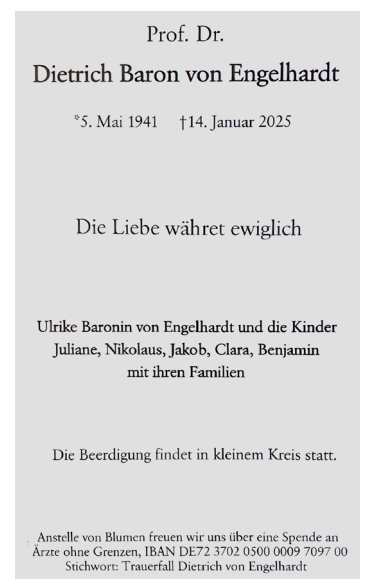 Prof. Dr.
Dietrich Baron von Engelhardt
*5. Mai 1941 †14. Januar 2025
Die Liebe währet ewiglich
Ulrike Baronin von Engelhardt und die Kinder
Juliane, Nikolaus, Jakob, Clara, Benjamin
mit ihren Familien
Die Beerdigung findet in kleinem Kreis statt.
Anstelle von Blumen freuen wir uns über eine Spende an
Ärzte ohne Grenzen, IBAN DE72 3702 0500 0009 7097 00
Stichwort: Trauerfall Dietrich von Engelhardt